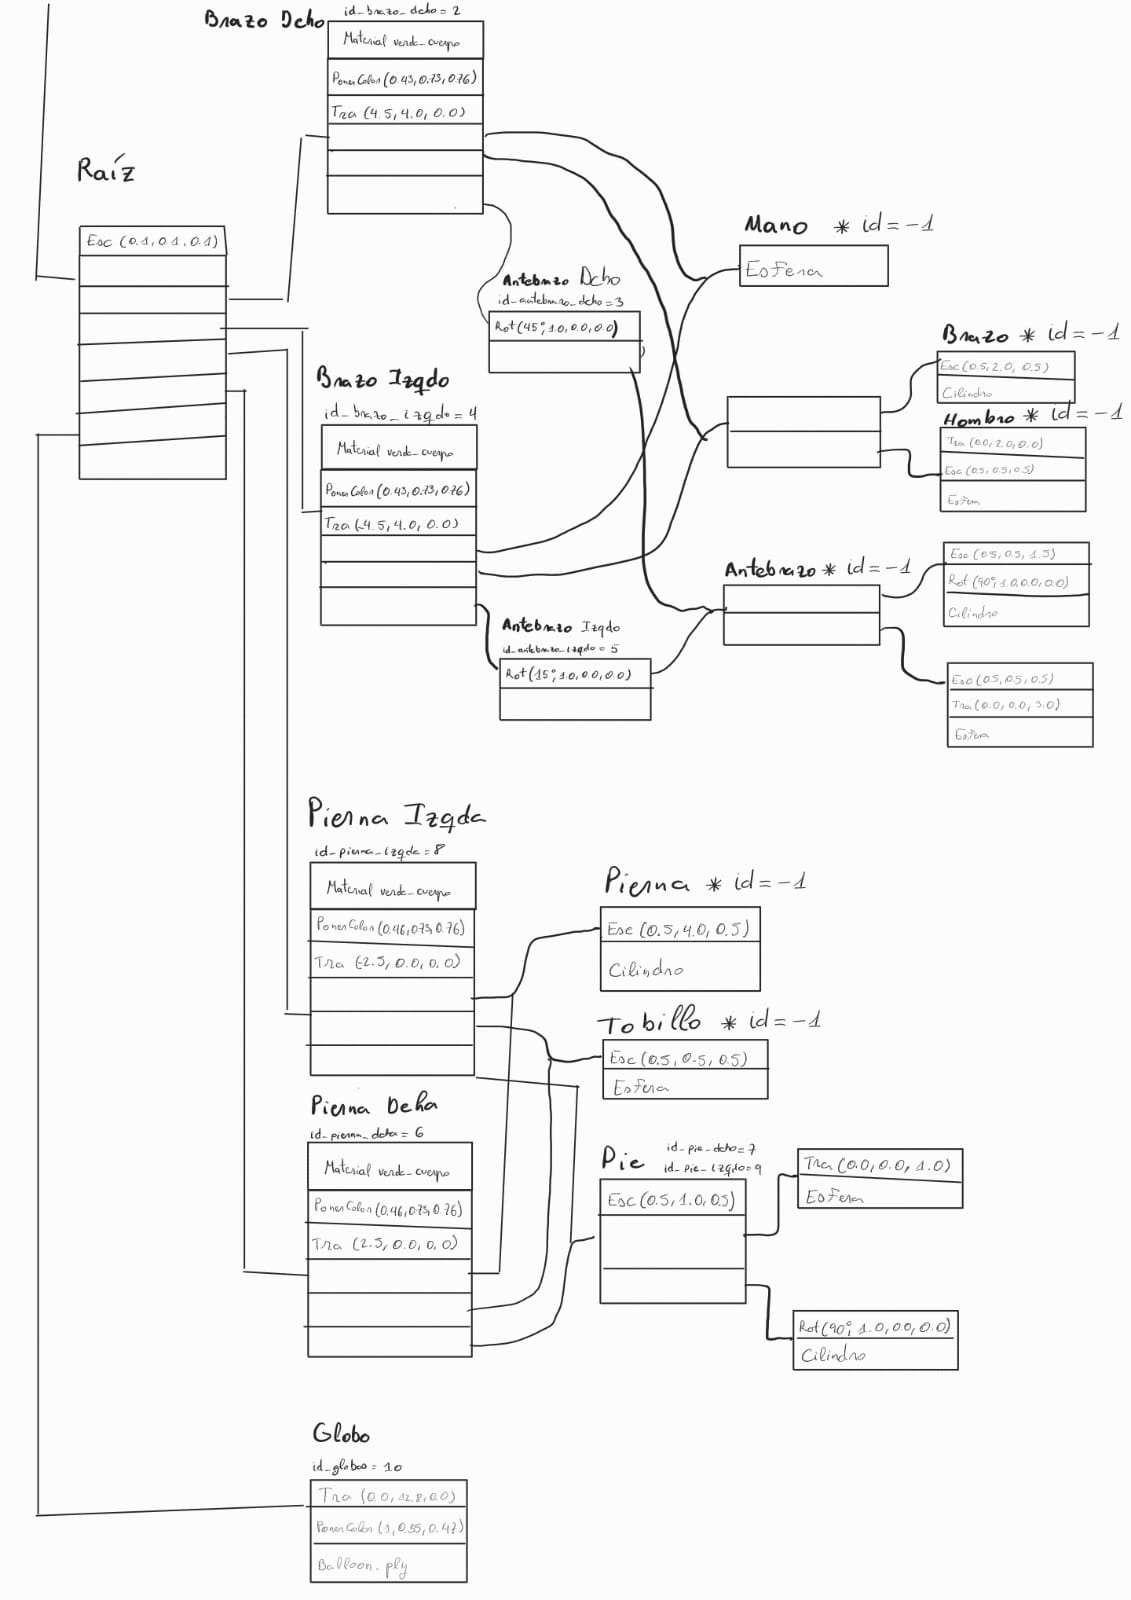 Brazo Dcho
id_brazo_dcho = 2
Material verde_cuerpo
PonerColor (0.43, 0.73, 0.76)
Tra (4.5, 4.0, 0.0)
Raíz
Esc (0.1, 0.1, 0.1)
Mano * id = -1
Esfera
Antebrazo Dcho
id_antebrazo_dcho = 3
Rot(45°, 1.0, 0.0, 0.0)
Brazo * id = -1
Esc (0.5, 2.0, 0.5)
Cilindro
Hombro * id = -1
Tra (0.0, 2.0, 0.0)
Esc (0.5, 0.5, 0.5)
Esfera
Brazo Izqdo
id_brazo_izqdo = 4
Material verde_cuerpo
PonerColor (0.43, 0.73, 0.76)
Tra (-4.5, 4.0, 0.0)
Antebrazo * id = -1
Esc (0.5, 0.5, 1.5)
Rot (90°, 1.0, 0.0, 0.0)
Cilindro
Antebrazo Izqdo
id_antebrazo_izqdo = 5
Rot(15°, 1.0, 0.0, 0.0)
Esc (0.5, 0.5, 0.5)
Tra (0.0, 0.0, 3.0)
Esfera
Pierna Izqda
id_pierna_izqda = 8
Material verde_cuerpo
PonerColor (0.46, 0.73, 0.76)
Tra (-2.5, 0.0, 0.0)
Pierna * id = -1
Esc (0.5, 4.0, 0.5)
Cilindro
Tobillo * id = -1
Esc (0.5, 0.5, 0.5)
Esfera
Pierna Dcha
id_pierna_dcha = 6
Material verde_cuerpo
PonerColor (0.46, 0.73, 0.76)
Tra (2.5, 0.0, 0.0)
Pie
id_pie_dcho = 7
id_pie_izqdo = 9
Esc (0.5, 1.0, 0.5)
Tra (0.0, 0.0, 1.0)
Esfera
Rot(90°, 1.0, 0.0, 0.0)
Cilindro
Globo
id_globo = 10
Tra (0.0, 12.8, 0.0)
PonerColor (1, 0.35, 0.47)
Balloon.ply